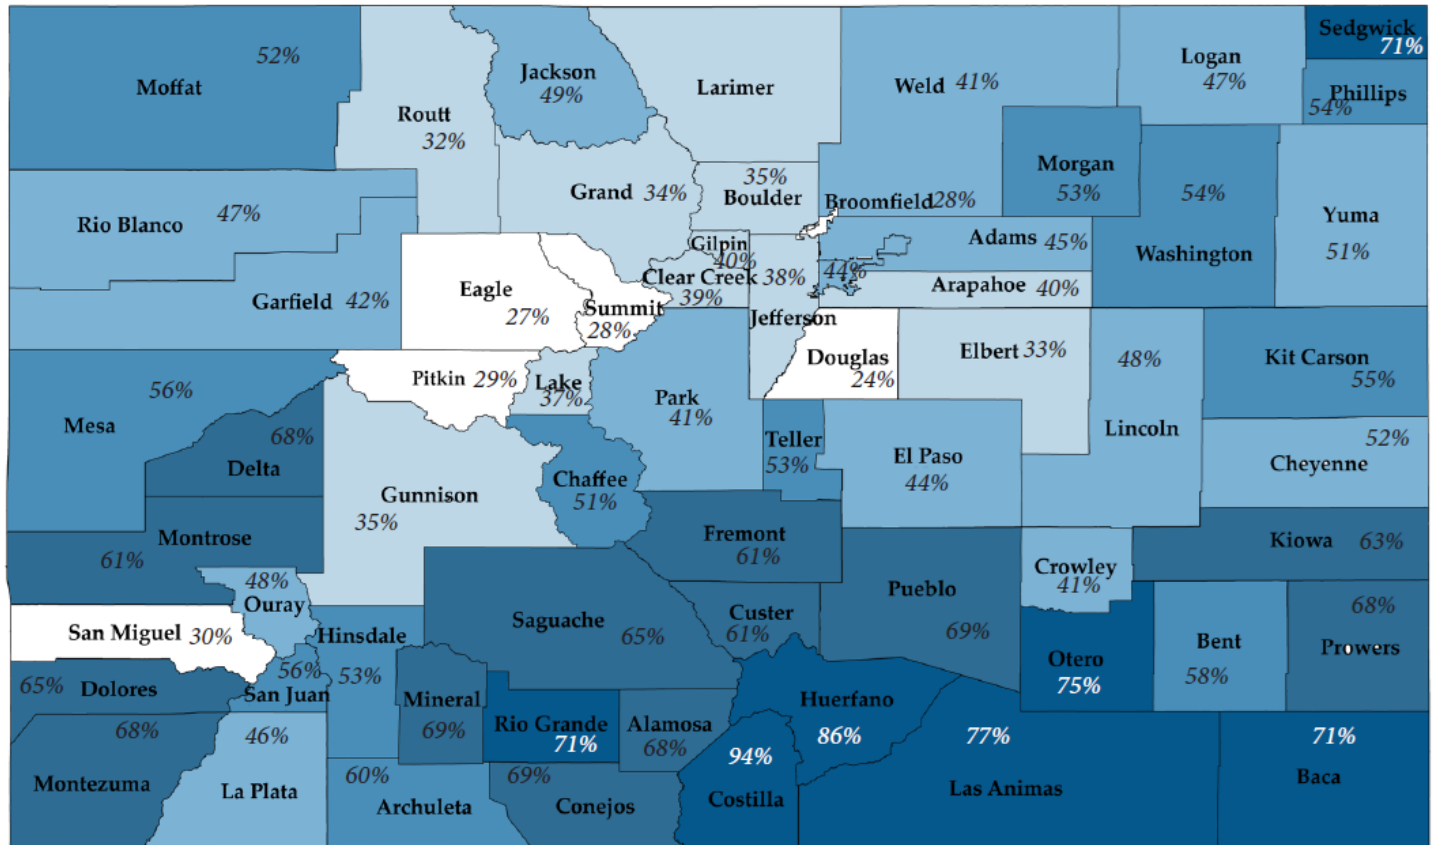 Moffat
52%
Routt
32%
Jackson
49%
Larimer
Weld 41%
Logan
47%
Sedgwick
71%
Phillips
54%
Rio Blanco 47%
Grand 34%
35%
Boulder
Broomfield 28%
Morgan
53%
54%
Washington
Yuma
51%
Garfield 42%
Eagle
27%
Summit
28%
Gilpin
40%
Clear Creek
39%
38%
Jefferson
44%
Adams 45%
Arapahoe 40%
Mesa
56%
Pitkin 29%
Lake
37%
Park
41%
Douglas
24%
Elbert 33%
48%
Lincoln
Kit Carson
55%
68%
Delta
Gunnison
35%
Chaffee
51%
Teller
53%
El Paso
44%
52%
Cheyenne
Montrose
61%
48%
Ouray
Fremont
61%
Pueblo
69%
Crowley
41%
Kiowa 63%
San Miguel 30%
Hinsdale
53%
Saguache
65%
Custer
61%
Otero
75%
Bent
58%
68%
Prowers
65% Dolores
56%
San Juan
Mineral
69%
Rio Grande
71%
Alamosa
68%
Huerfano
86%
68%
Montezuma
46%
La Plata
60%
Archuleta
69%
Conejos
94%
Costilla
77%
Las Animas
71%
Baca